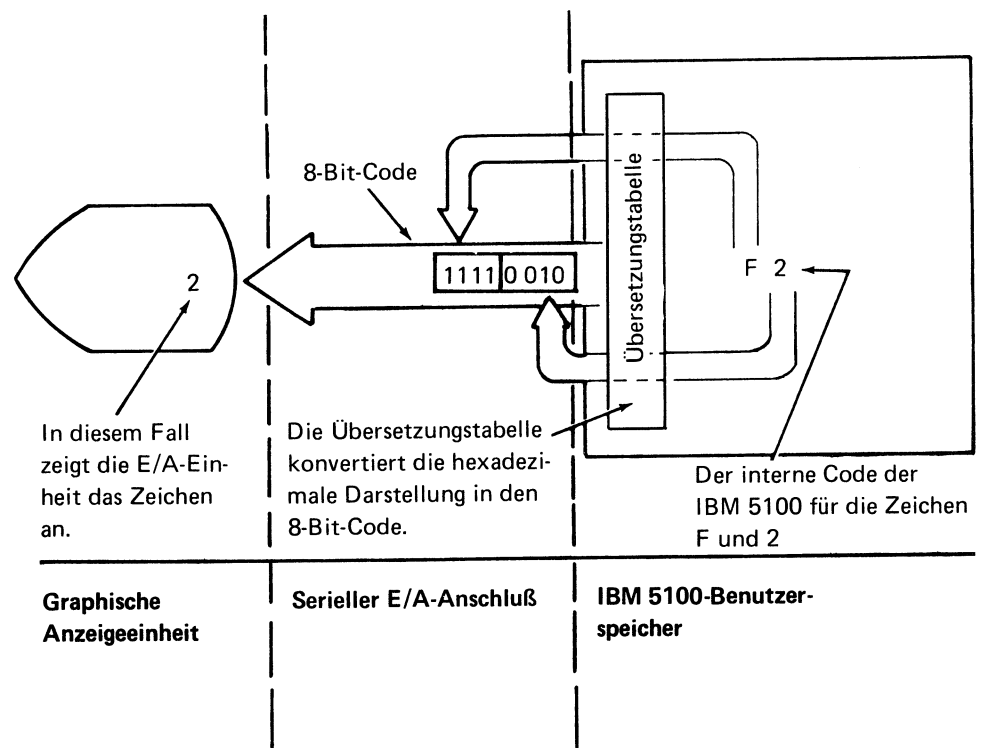 8-Bit-Code
Übersetzungstabelle
1111 0 010
F 2
2
In diesem Fall
zeigt die E/A-Ein-
heit das Zeichen
an.
Die Übersetzungstabelle
konvertiert die hexadezi-
male Darstellung in den
8-Bit-Code.
Der interne Code der
IBM 5100 für die Zeichen
F und 2
Graphische
Anzeigeeinheit
Serieller E/A-Anschluß
IBM 5100-Benutzer-
speicher